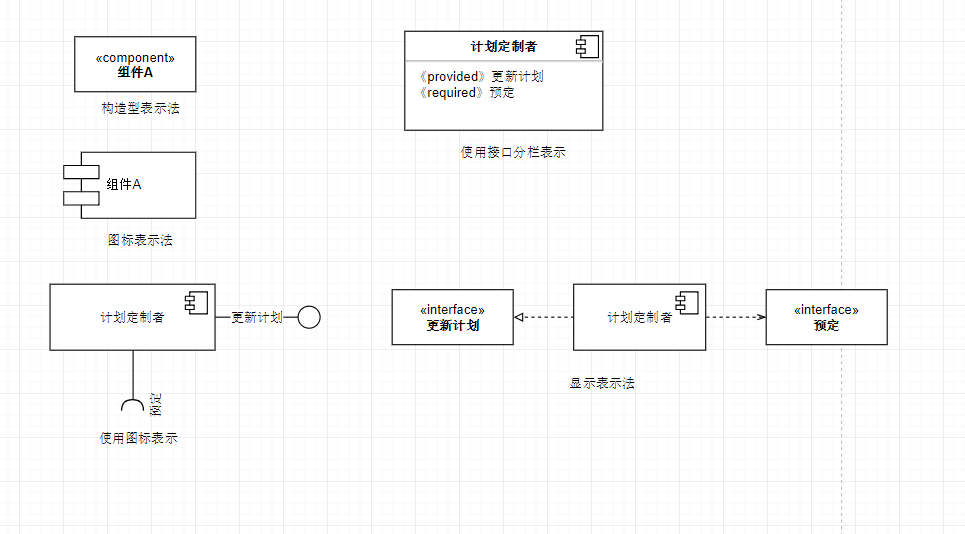 «component»
组件A
构造型表示法
计划定制者
《provided》更新计划
《required》预定
使用接口分栏表示
组件A
图标表示法
计划定制者
更新计划
预定
使用图标表示
«interface»
更新计划
计划定制者
«interface»
预定
显示表示法